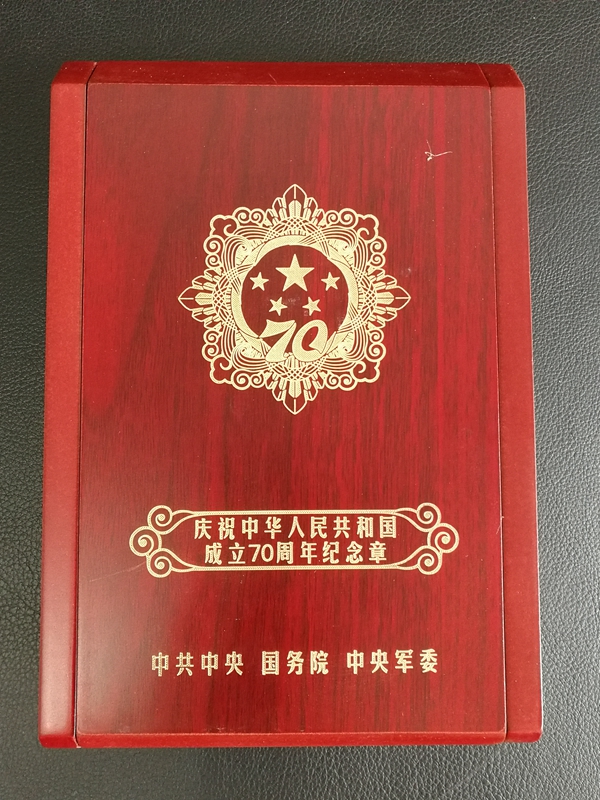 70
庆祝中华人民共和国
成立70周年纪念章
中共中央 国务院 中央军委